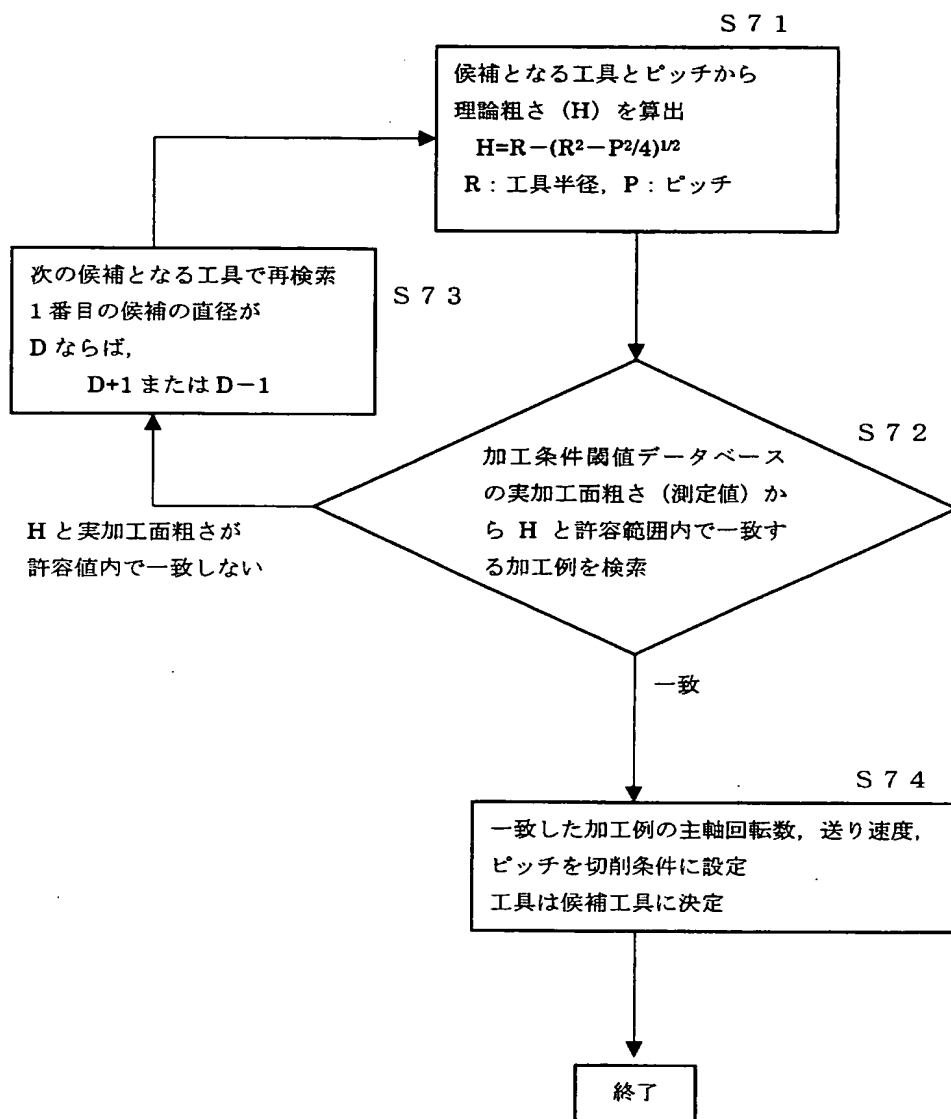 S71
候補となる工具とピッチから
理論粗さ（H）を算出
H=R－(R²－P²/4)¹/²
R：工具半径，P：ピッチ
次の候補となる工具で再検索
1番目の候補の直径が
Dならば，
D+1またはD－1
S73
S72
加工条件閾値データベース
の実加工面粗さ（測定値）か
ら H と許容範囲内で一致す
る加工例を検索
Hと実加工面粗さが
許容値内で一致しない
一致
S74
一致した加工例の主軸回転数，送り速度，
ピッチを切削条件に設定
工具は候補工具に決定
終了